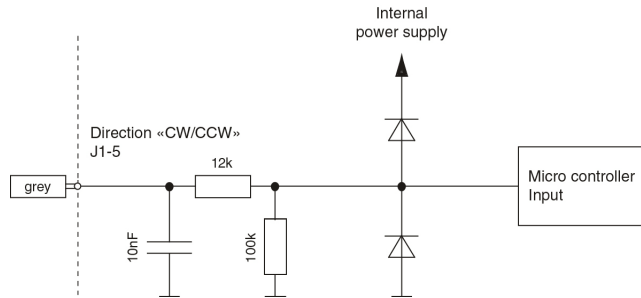 Internal
power supply
Direction «CW/CCW»
J1-5
12k
grey
Micro controller
Input
10nF
100k